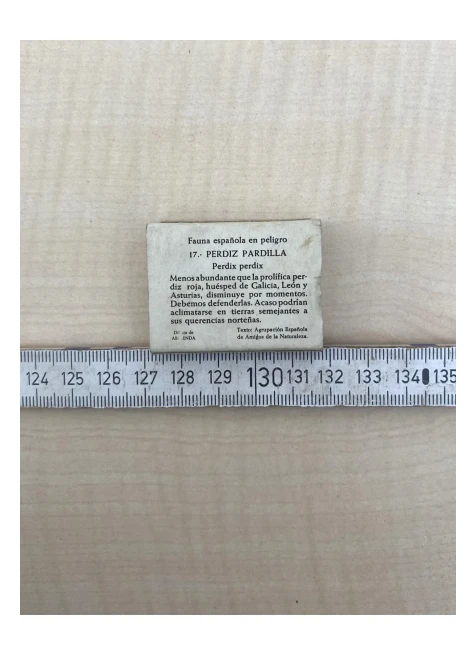 Fauna española en peligro
17.- PERDIZ PARDILLA
Perdix perdix
Menos abundante que la prolífica per-
diz roja, huésped de Galicia, León y
Asturias, disminuye por momentos.
Debemos defenderlas. Acaso podrían
aclimatarse en tierras semejantes a
sus querencias norteñas.
de
Texto: Agrupación Española
de Amigos de la Naturaleza.
124 125 126 127 128 129 130 131 132 133 134 135